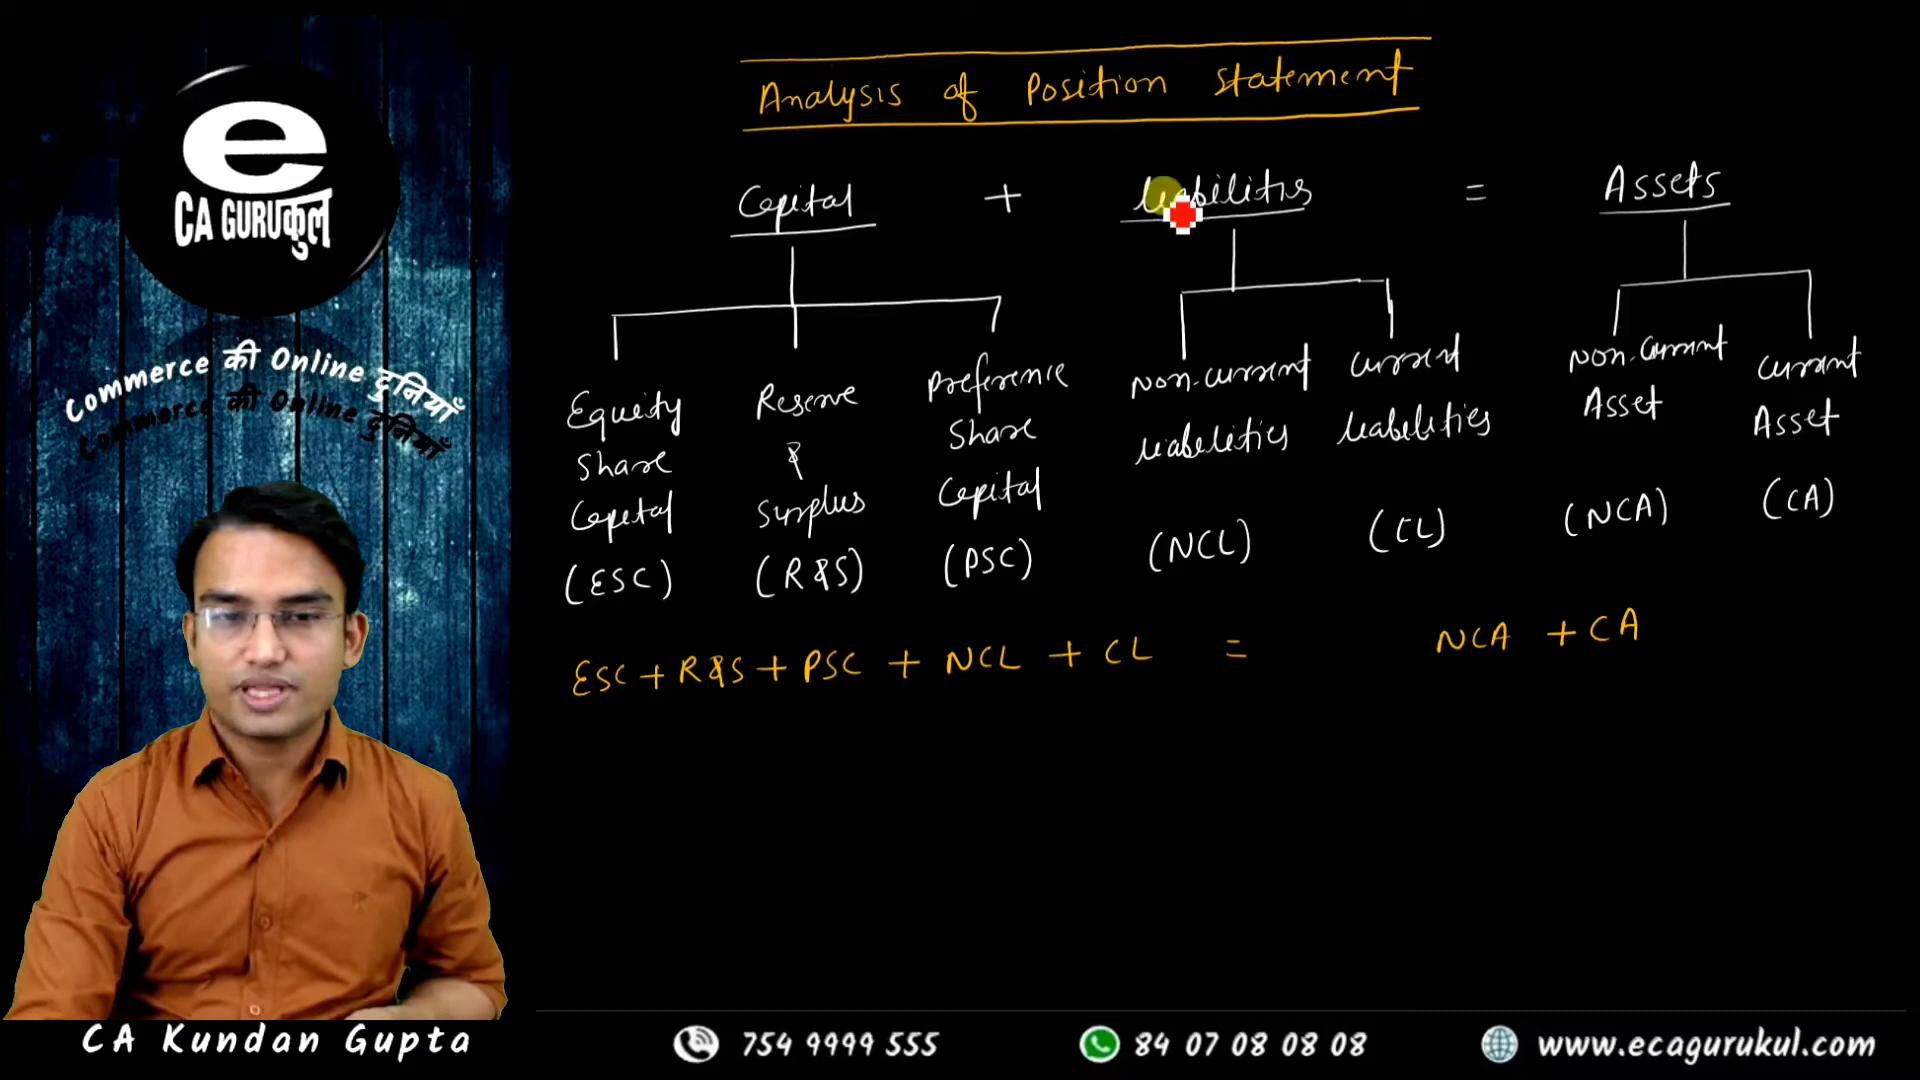 e
CA GURUकुल
Commerce की Online दुनियाँ
Commerce की Online दुनियाँ
Analysis of Position Statement
Capital + Liabilities = Assets
Equity Share Capital (ESC)
Reserve & Surplus (R&S)
Preference Share Capital (PSC)
Non-current Liabelities (NCL)
Current Liabelities (CL)
Non-Current Asset (NCA)
Current Asset (CA)
ESC + R&S + PSC + NCL + CL = NCA + CA
CA Kundan Gupta
754 9999 555
84 07 08 08 08
www.ecagurukul.com